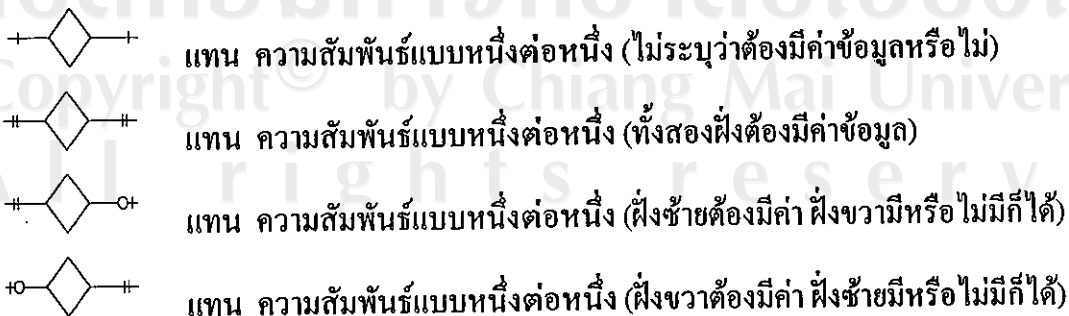 แทน ความสัมพันธ์แบบหนึ่งต่อหนึ่ง (ไม่ระบุว่าต้องมีค่าข้อมูลหรือไม่)
Copyright© by Chiang Mai Univer
แทน ความสัมพันธ์แบบหนึ่งต่อหนึ่ง (ทั้งสองฝั่งต้องมีค่าข้อมูล)
All rights reserv
แทน ความสัมพันธ์แบบหนึ่งต่อหนึ่ง (ฝั่งซ้ายต้องมีค่า ฝั่งขวามีหรือไม่มีก็ได้)
แทน ความสัมพันธ์แบบหนึ่งต่อหนึ่ง (ฝั่งขวาต้องมีค่า ฝั่งซ้ายมีหรือไม่มีก็ได้)